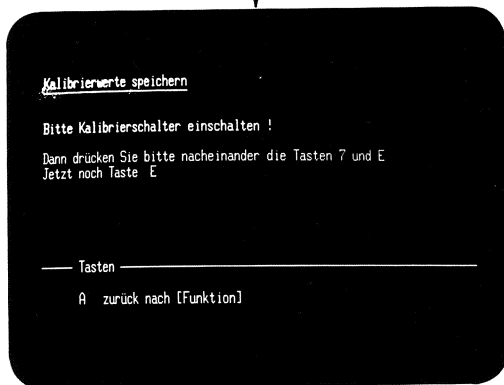 Kalibrierwerte speichern
Bitte Kalibrierschalter einschalten !
Dann drücken Sie bitte nacheinander die Tasten 7 und E
Jetzt noch Taste E
Tasten
A zurück nach [Funktion]